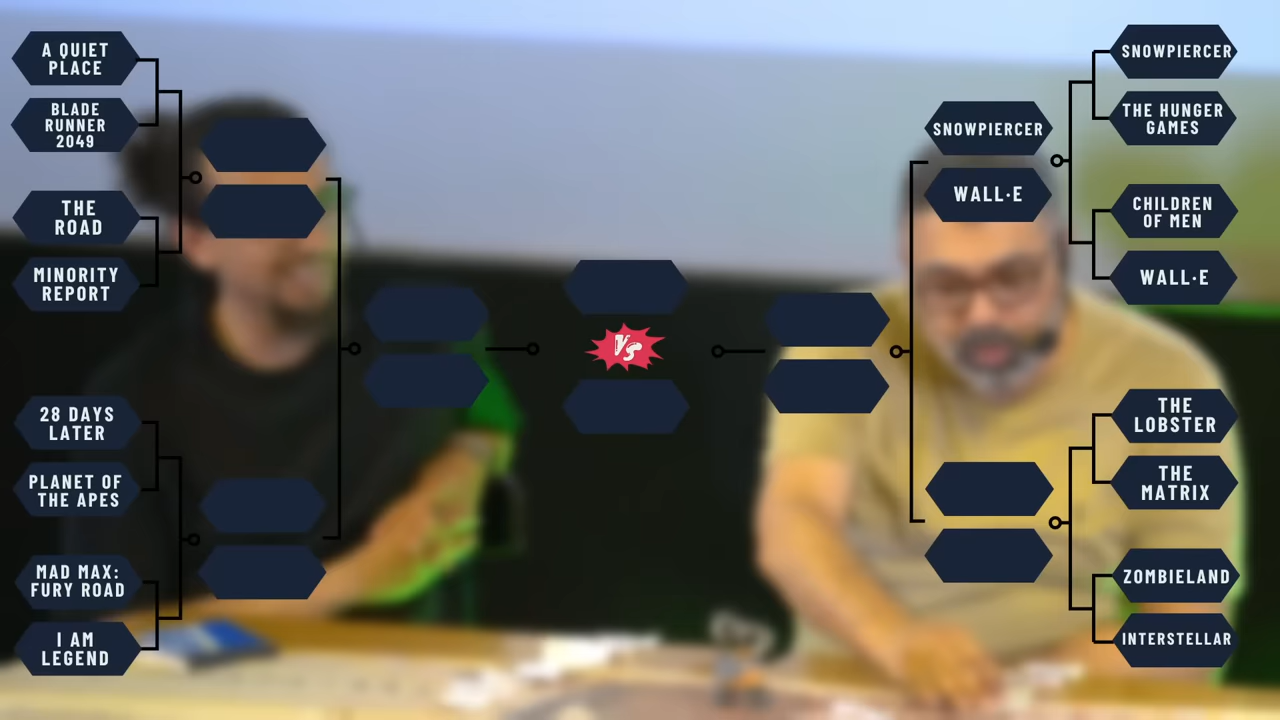 A QUIET
PLACE
BLADE
RUNNER
2049
THE
ROAD
MINORITY
REPORT
28 DAYS
LATER
PLANET OF
THE APES
MAD MAX:
FURY ROAD
I AM
LEGEND
VS
SNOWPIERCER
WALL·E
SNOWPIERCER
THE HUNGER
GAMES
CHILDREN
OF MEN
WALL·E
THE
LOBSTER
THE
MATRIX
ZOMBIELAND
INTERSTELLAR